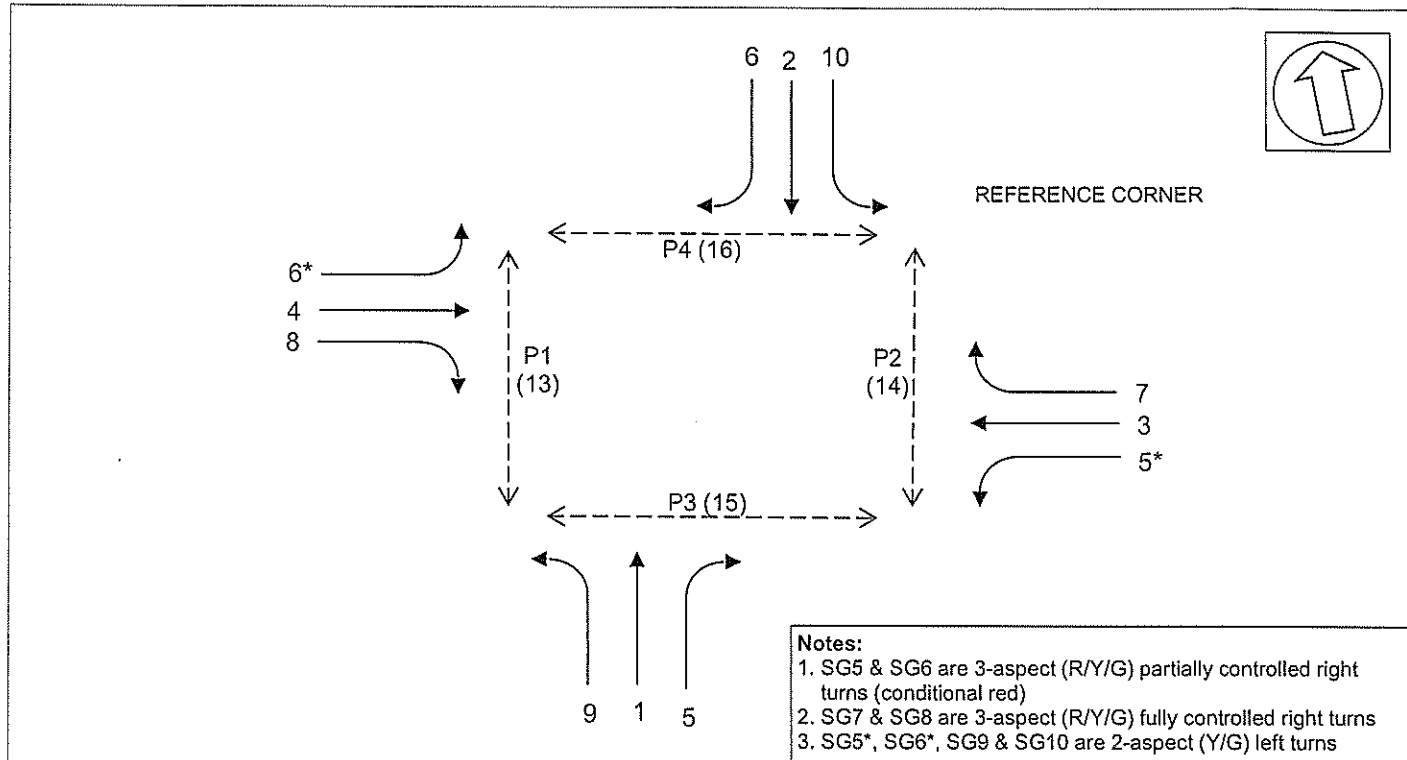 6 2 10
REFERENCE CORNER
P4 (16)
6*
4
8
P1
(13)
P2
(14)
7
3
5*
P3 (15)
9 1 5
Notes:
1. SG5 & SG6 are 3-aspect (R/Y/G) partially controlled right
turns (conditional red)
2. SG7 & SG8 are 3-aspect (R/Y/G) fully controlled right turns
3. SG5*, SG6*, SG9 & SG10 are 2-aspect (Y/G) left turns